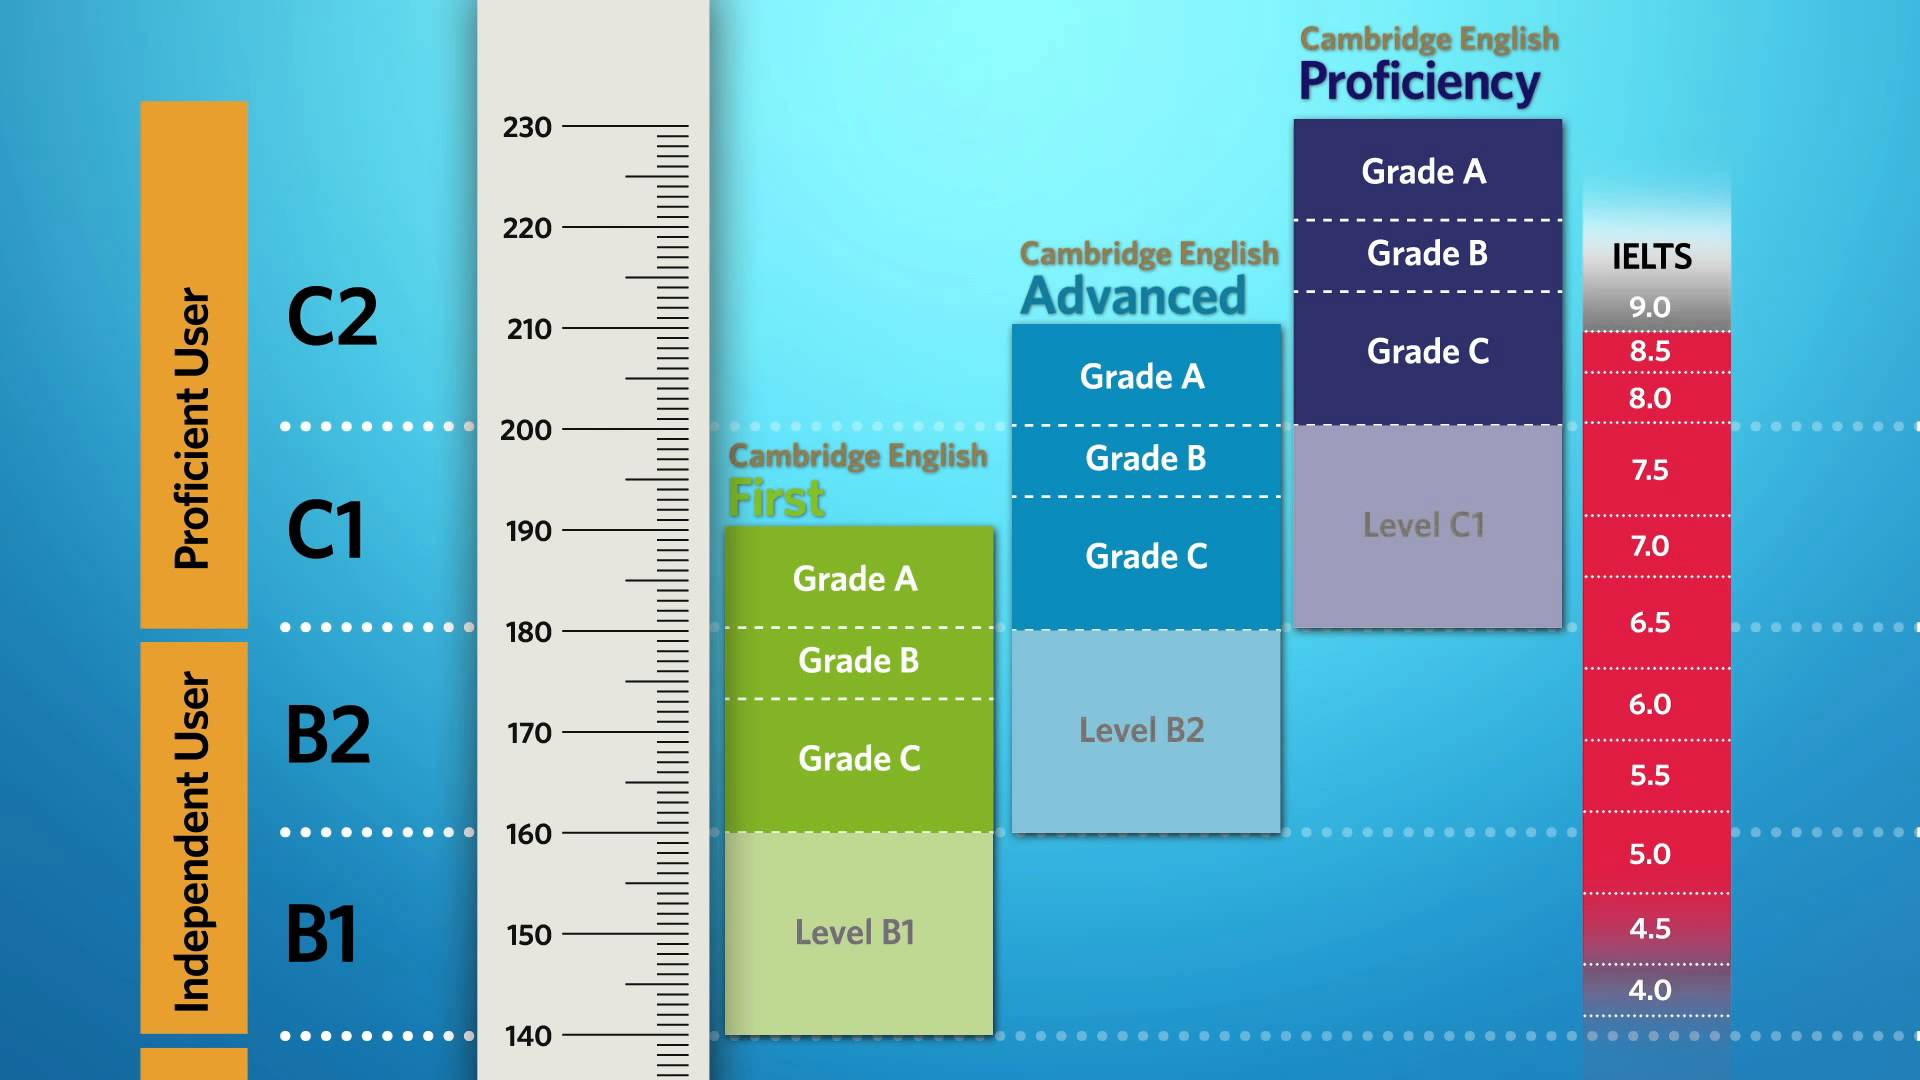 Proficient User
Independent User
C2
C1
B2
B1
230
220
210
200
190
180
170
160
150
140
Cambridge English
First
Grade A
Grade B
Grade C
Level B1
Cambridge English
Advanced
Grade A
Grade B
Grade C
Level B2
Cambridge English
Proficiency
Grade A
Grade B
Grade C
Level C1
IELTS
9.0
8.5
8.0
7.5
7.0
6.5
6.0
5.5
5.0
4.5
4.0